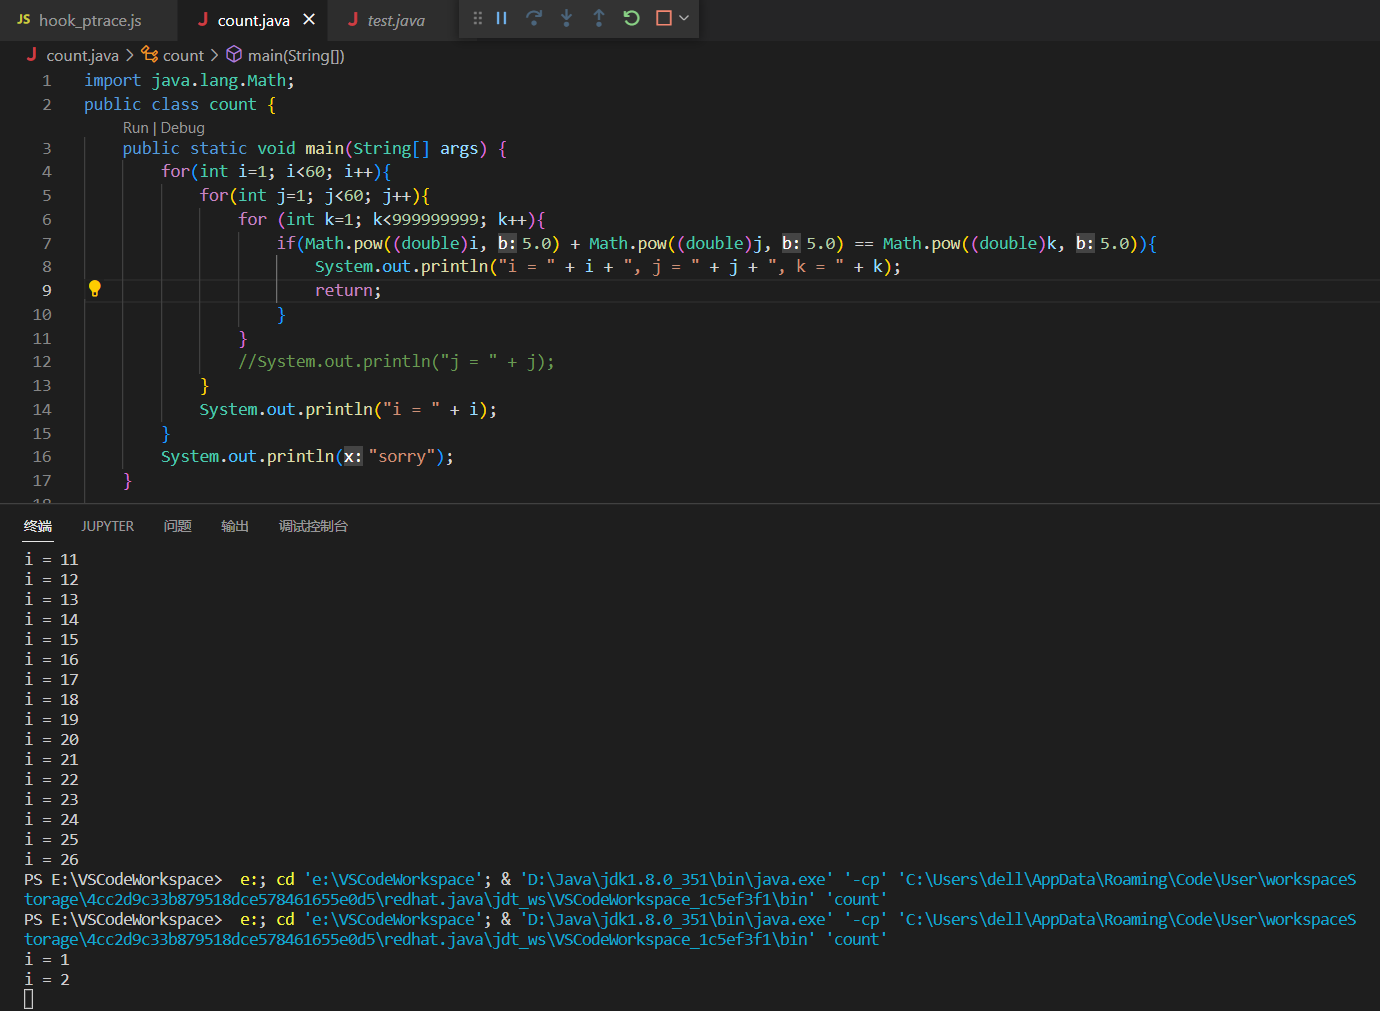 JS hook_ptrace.js J count.java × J test.java
J count.java > count > main(String[])
1 import java.lang.Math;
2 public class count {
Run | Debug
3 public static void main(String[] args) {
4 for(int i=1; i<60; i++){
5 for(int j=1; j<60; j++){
6 for (int k=1; k<999999999; k++){
7 if(Math.pow((double)i, b: 5.0) + Math.pow((double)j, b: 5.0) == Math.pow((double)k, b: 5.0)){
8 System.out.println("i = " + i + ", j = " + j + ", k = " + k);
9 return;
10 }
11 }
12 //System.out.println("j = " + j);
13 }
14 System.out.println("i = " + i);
15 }
16 System.out.println(x: "sorry");
17 }
18
终端 JUPYTER 问题 输出 调试控制台
i = 11
i = 12
i = 13
i = 14
i = 15
i = 16
i = 17
i = 18
i = 19
i = 20
i = 21
i = 22
i = 23
i = 24
i = 25
i = 26
PS E:\VSCodeWorkspace>  e:; cd 'e:\VSCodeWorkspace'; & 'D:\Java\jdk1.8.0_351\bin\java.exe' '-cp' 'C:\Users\dell\AppData\Roaming\Code\User\workspaceS
torage\4cc2d9c33b879518dce578461655e0d5\redhat.java\jdt_ws\VSCodeWorkspace_1c5ef3f1\bin' 'count'
PS E:\VSCodeWorkspace>  e:; cd 'e:\VSCodeWorkspace'; & 'D:\Java\jdk1.8.0_351\bin\java.exe' '-cp' 'C:\Users\dell\AppData\Roaming\Code\User\workspaceS
torage\4cc2d9c33b879518dce578461655e0d5\redhat.java\jdt_ws\VSCodeWorkspace_1c5ef3f1\bin' 'count'
i = 1
i = 2